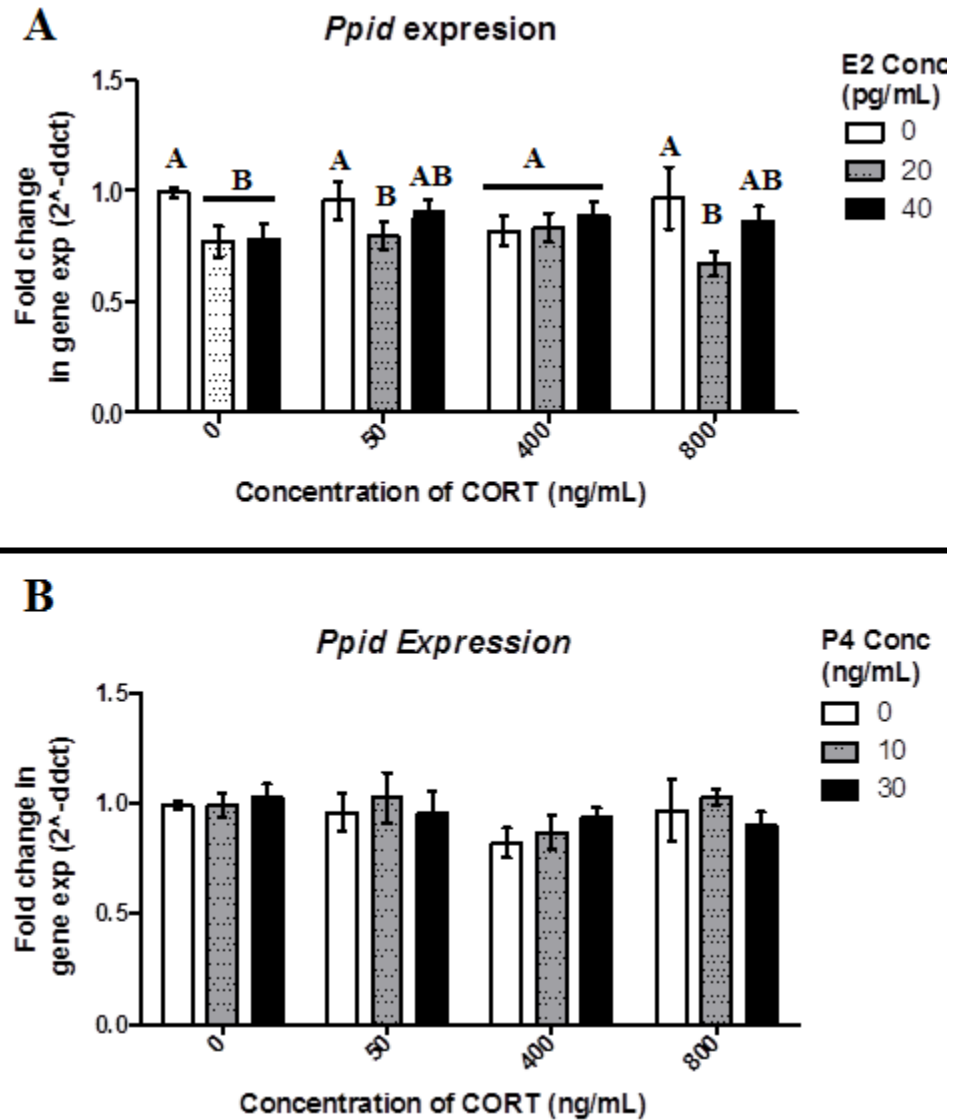 A
Ppid expresion
E2 Conc
(pg/mL)
0
20
40
Fold change
in gene exp (2^-ddct)
1.5
1.0
0.5
0.0
A
B
A
B
AB
A
A
B
AB
0
50
400
800
Concentration of CORT (ng/mL)
B
Ppid Expression
P4 Conc
(ng/mL)
0
10
30
Fold change in
gene exp (2^-ddct)
1.5
1.0
0.5
0.0
0
50
400
800
Concentration of CORT (ng/mL)